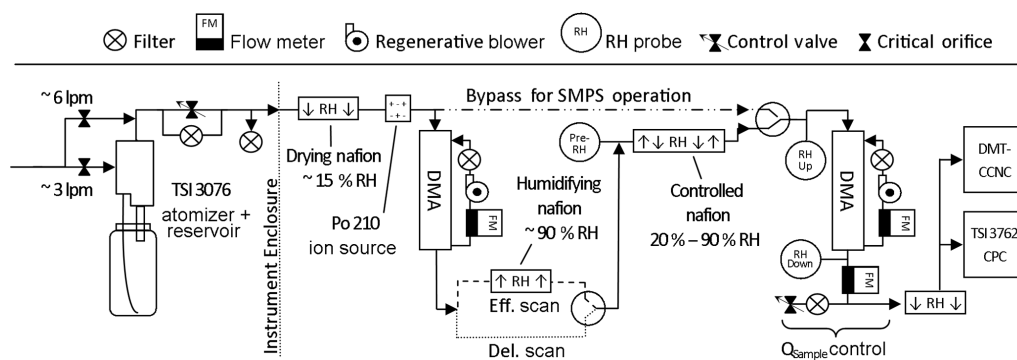 FM
RH
Filter
Flow meter
Regenerative blower
RH probe
Control valve
Critical orifice
~ 6 lpm
~ 3 lpm
TSI 3076
atomizer +
reservoir
Instrument Enclosure
↓ RH ↓
Drying nafion
~ 15 % RH
+ - +
- + -
Po 210
ion source
Bypass for SMPS operation
DMA
FM
Humidifying
nafion
~ 90 % RH
↑ RH ↑
Eff. scan
Del. scan
Pre-
RH
↑ ↓ RH ↓ ↑
Controlled
nafion
20 % – 90 % RH
RH
Up
DMA
FM
RH
Down
FM
QSample control
↓ RH ↓
DMT-
CCNC
TSI 3762
CPC